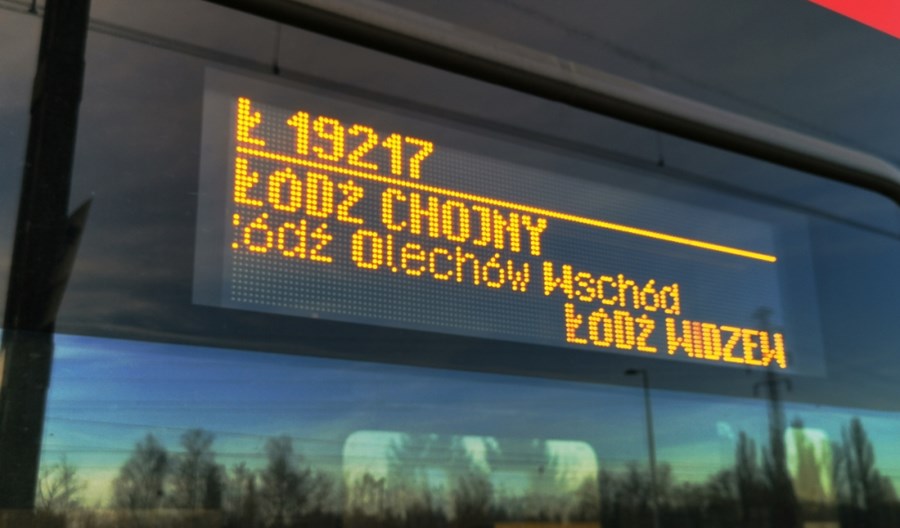 Ł 19217
ŁÓDŹ CHOJNY
Łódź Olechów Wschód
ŁÓDŹ WIDZEW